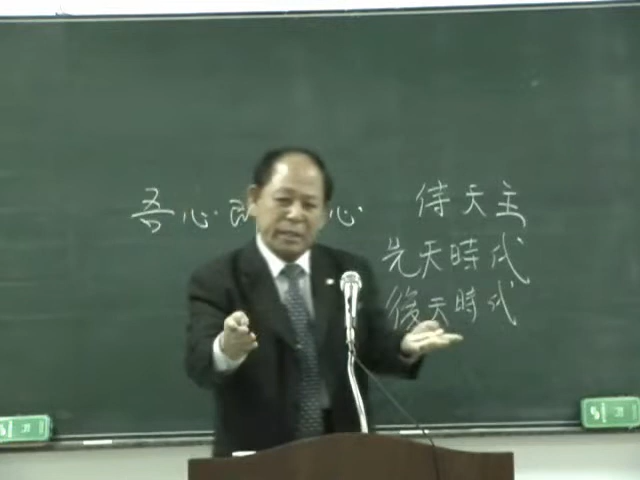 吾心 心
侍天主
先天時代
後天時代